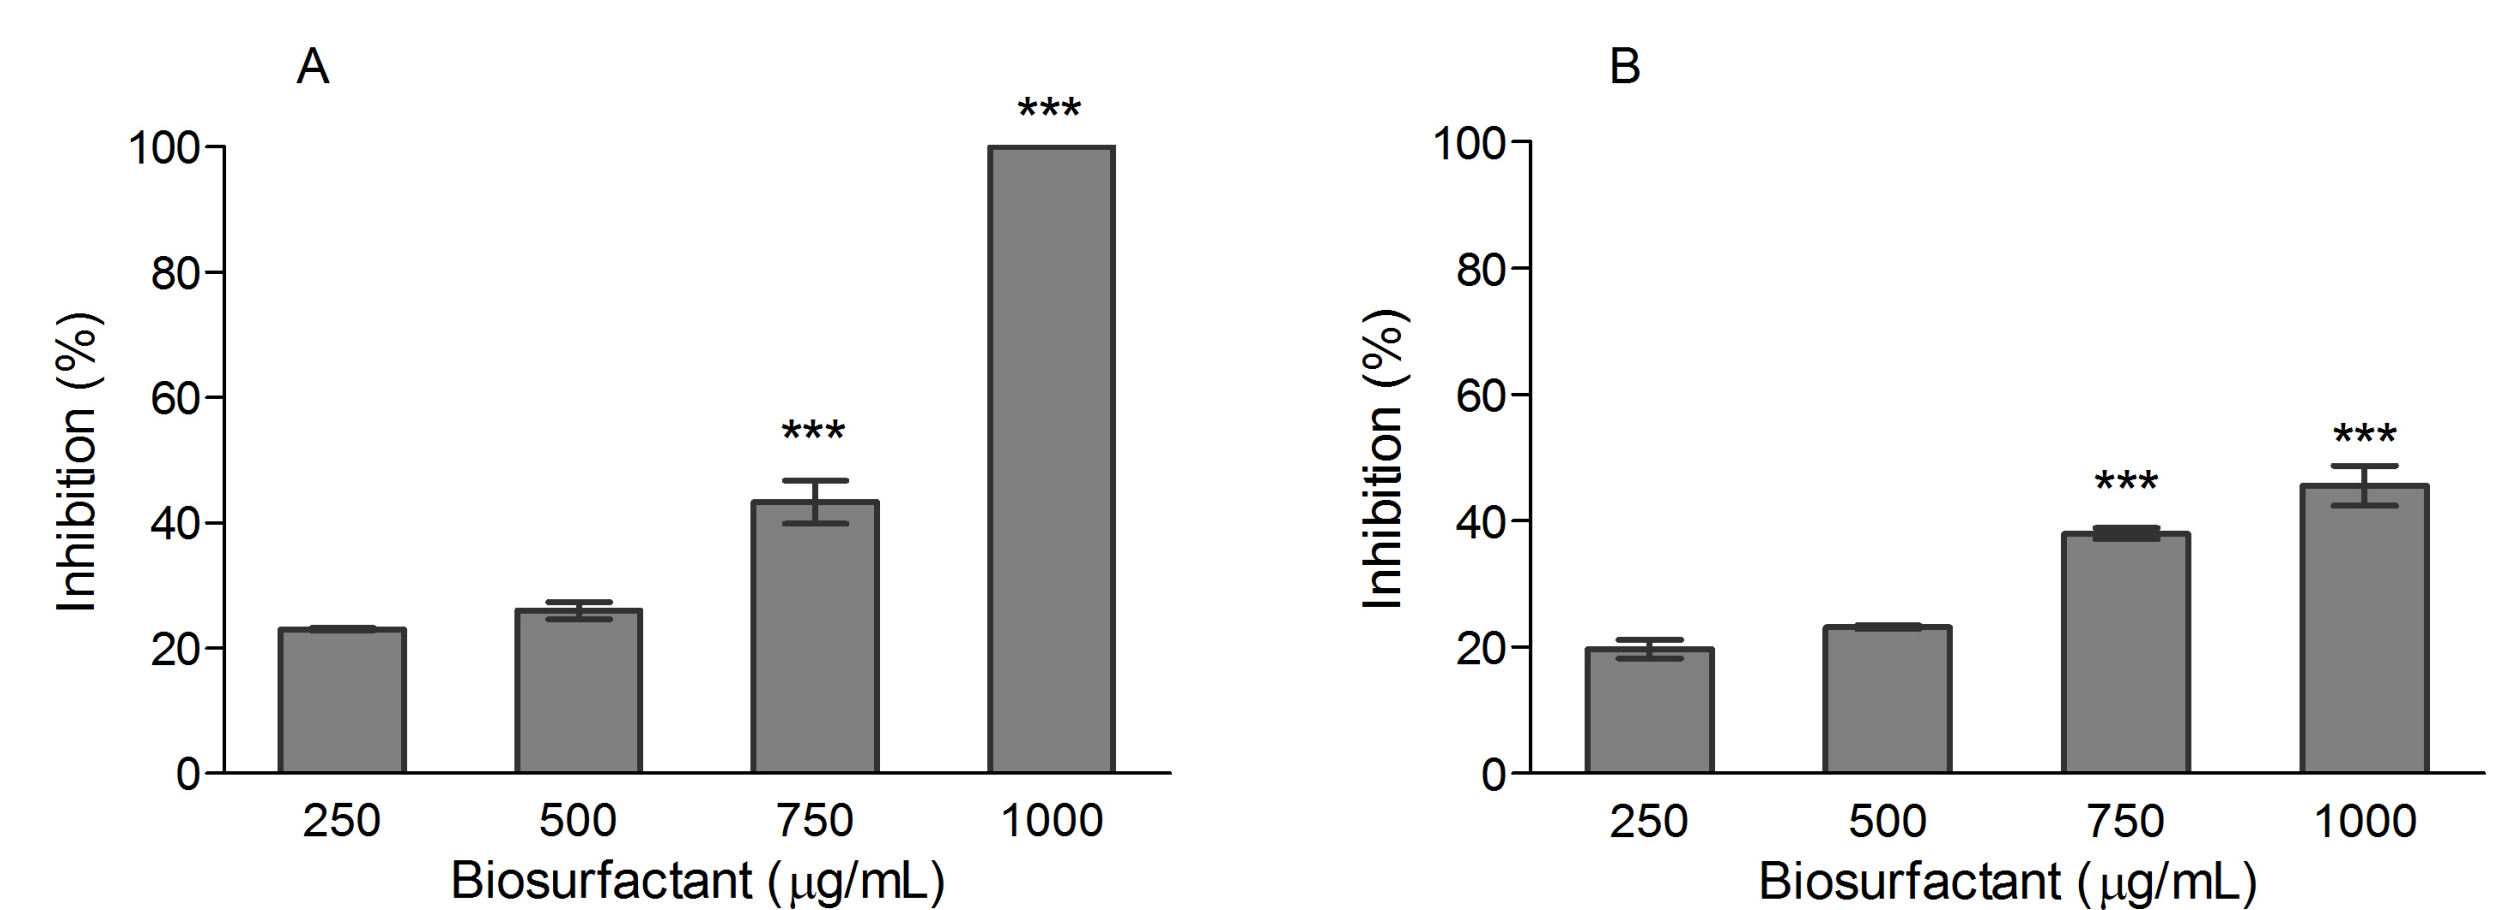 A
***
100
80
60
40
20
0
***
Inhibition (%)
250 500 750 1000
Biosurfactant (μg/mL)
B
100
80
60
40
20
0
***
***
Inhibition (%)
250 500 750 1000
Biosurfactant (μg/mL)